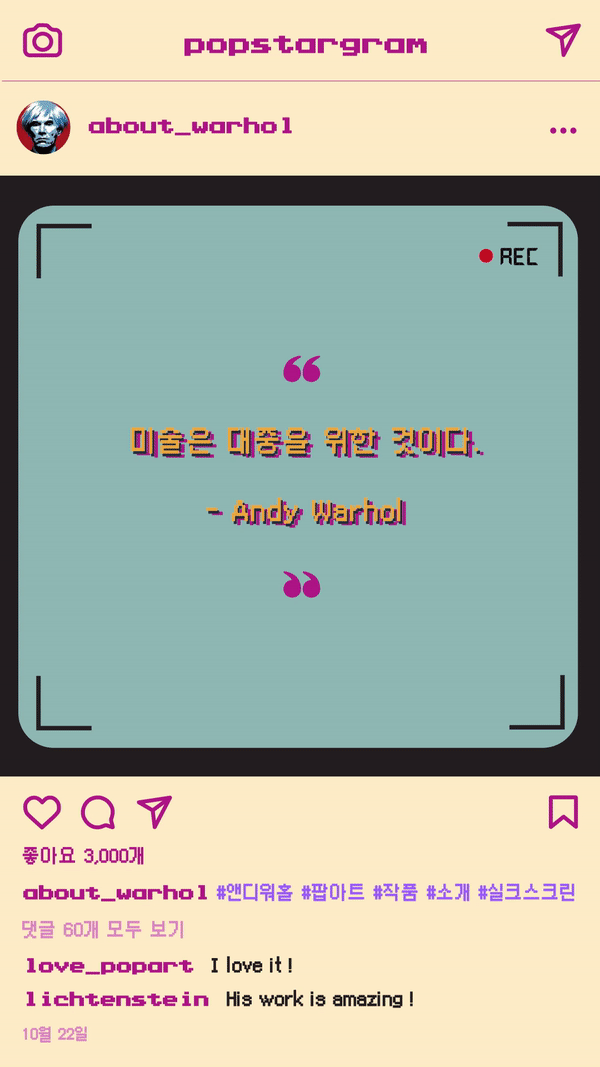 popstargram
about_warhol
REC
“
미술은 대중을 위한 것이다.
- Andy Warhol
”
좋아요 3,000개
about_warhol #앤디워홀 #팝아트 #작품 #소개 #실크스크린
댓글 60개 모두 보기
love_popart I love it !
lichtenstein His work is amazing !
10월 22일